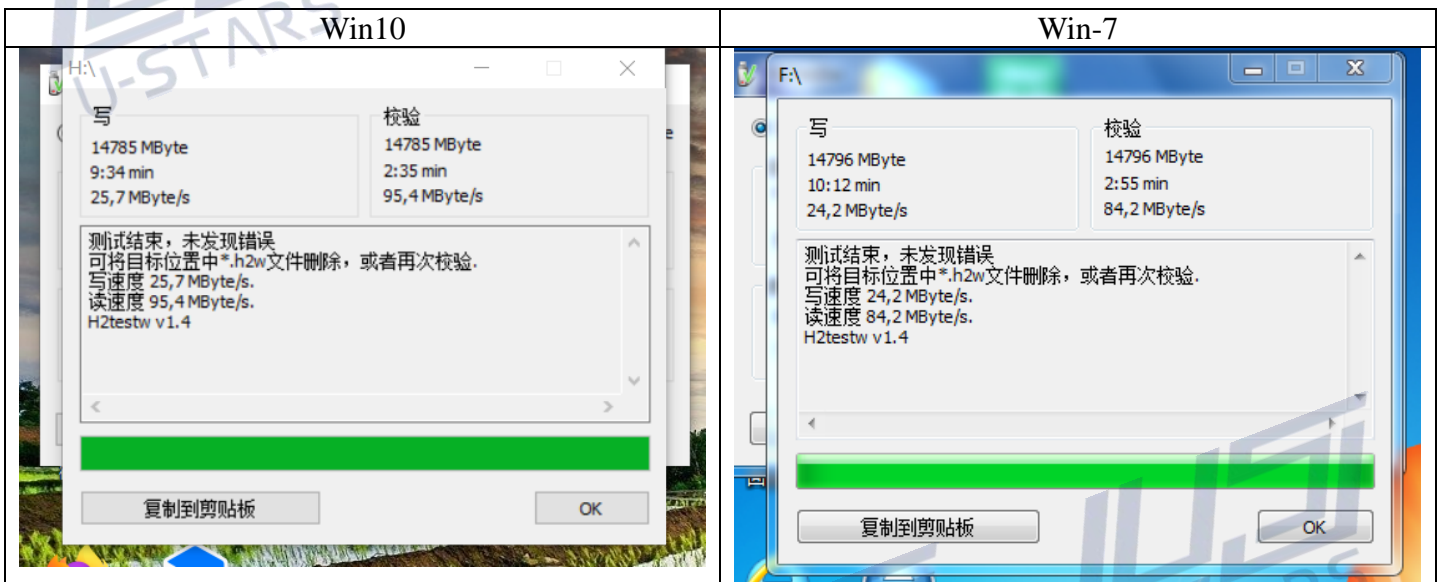 Win10
Win-7
U-STARS
H:\
写
校验
14785 MByte
14785 MByte
9:34 min
2:35 min
25,7 MByte/s
95,4 MByte/s
测试结束，未发现错误
可将目标位置中*.h2w文件删除，或者再次校验.
写速度 25,7 MByte/s.
读速度 95,4 MByte/s.
H2testw v1.4
复制到剪贴板
OK
F:\
写
校验
14796 MByte
14796 MByte
10:12 min
2:55 min
24,2 MByte/s
84,2 MByte/s
测试结束，未发现错误
可将目标位置中*.h2w文件删除，或者再次校验.
写速度 24,2 MByte/s.
读速度 84,2 MByte/s.
H2testw v1.4
复制到剪贴板
OK